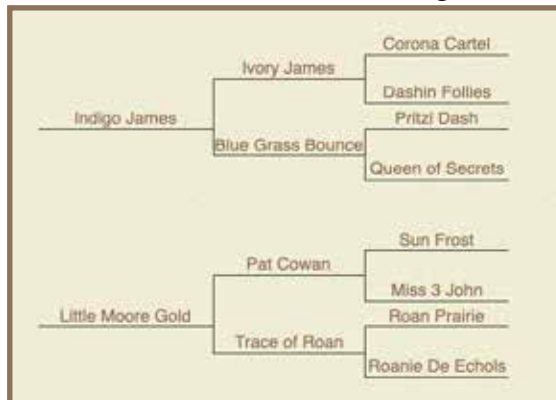 Corona Cartel
Ivory James
Dashin Follies
Indigo James
Pritzi Dash
Blue Grass Bounce
Queen of Secrets
Sun Frost
Pat Cowan
Miss 3 John
Little Moore Gold
Roan Prairie
Trace of Roan
Roanie De Echols